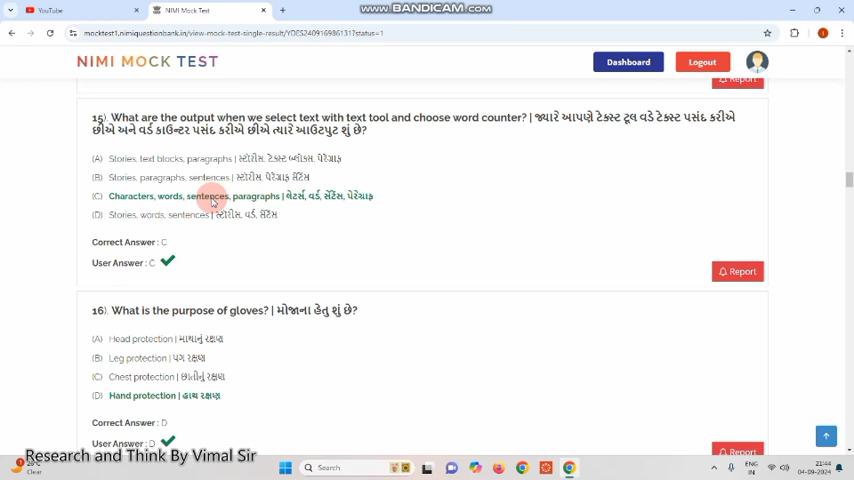 www.BANDICAM.com
YouTube
NIMI Mock Test
mocktest1.nimiquestionbank.in/view-mock-test-single-result/YDES24091698613​1?status=1
NIMI MOCK TEST
Dashboard
Logout
Report
15). What are the output when we select text with text tool and choose word counter? | જ્યારે આપણે ટેક્સ્ટ ટૂલ વડે ટેક્સ્ટ પસંદ કરીએ
છીએ અને વર્ડ કાઉન્ટર પસંદ કરીએ છીએ ત્યારે આઉટપુટ શું છે?
(A) Stories, text blocks, paragraphs | સ્ટોરીસ, ટેક્સ્ટ બ્લોક્સ, પેરેગ્રાફ
(B) Stories, paragraphs, sentences | સ્ટોરીસ, પેરેગ્રાફ સેંટેંસ
(C) Characters, words, sentences, paragraphs | લેટર્સ, વર્ડ, સેંટેંસ, પેરેગ્રાફ
(D) Stories, words, sentences | સ્ટોરીસ, વર્ડ, સેંટેંસ
Correct Answer : C
User Answer : C
Report
16). What is the purpose of gloves? | મોજાના હેતુ શું છે?
(A) Head protection | માથાનું રક્ષણ
(B) Leg protection | પગ રક્ષણ
(C) Chest protection | છાતીનું રક્ષણ
(D) Hand protection | હાથ રક્ષણ
Correct Answer : D
User Answer : D
Report
Research and Think By Vimal Sir
Clear
Search
ENG
IN
21:44
04-09-2024